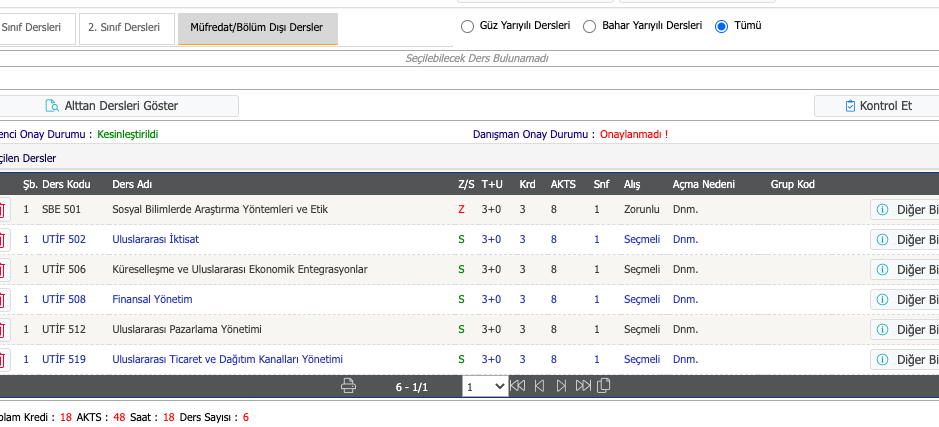 Sınıf Dersleri 2. Sınıf Dersleri Müfredat/Bölüm Dışı Dersler Güz Yarıyılı Dersleri Bahar Yarıyılı Dersleri Tümü
Seçilebilecek Ders Bulunamadı
Alttan Dersleri Göster Kontrol Et
enci Onay Durumu : Kesinleştirildi Danışman Onay Durumu : Onaylanmadı !
çilen Dersler
Şb. Ders Kodu Ders Adı Z/S T+U Krd AKTS Snf Alış Açma Nedeni Grup Kod
1 SBE 501 Sosyal Bilimlerde Araştırma Yöntemleri ve Etik Z 3+0 3 8 1 Zorunlu Dnm. Diğer Bi
1 UTİF 502 Uluslararası İktisat S 3+0 3 8 1 Seçmeli Dnm. Diğer Bi
1 UTİF 506 Küreselleşme ve Uluslararası Ekonomik Entegrasyonlar S 3+0 3 8 1 Seçmeli Dnm. Diğer Bi
1 UTİF 508 Finansal Yönetim S 3+0 3 8 1 Seçmeli Dnm. Diğer Bi
1 UTİF 512 Uluslararası Pazarlama Yönetimi S 3+0 3 8 1 Seçmeli Dnm. Diğer Bi
1 UTİF 519 Uluslararası Ticaret ve Dağıtım Kanalları Yönetimi S 3+0 3 8 1 Seçmeli Dnm. Diğer Bi
6 - 1/1 1
plam Kredi : 18 AKTS : 48 Saat : 18 Ders Sayısı : 6